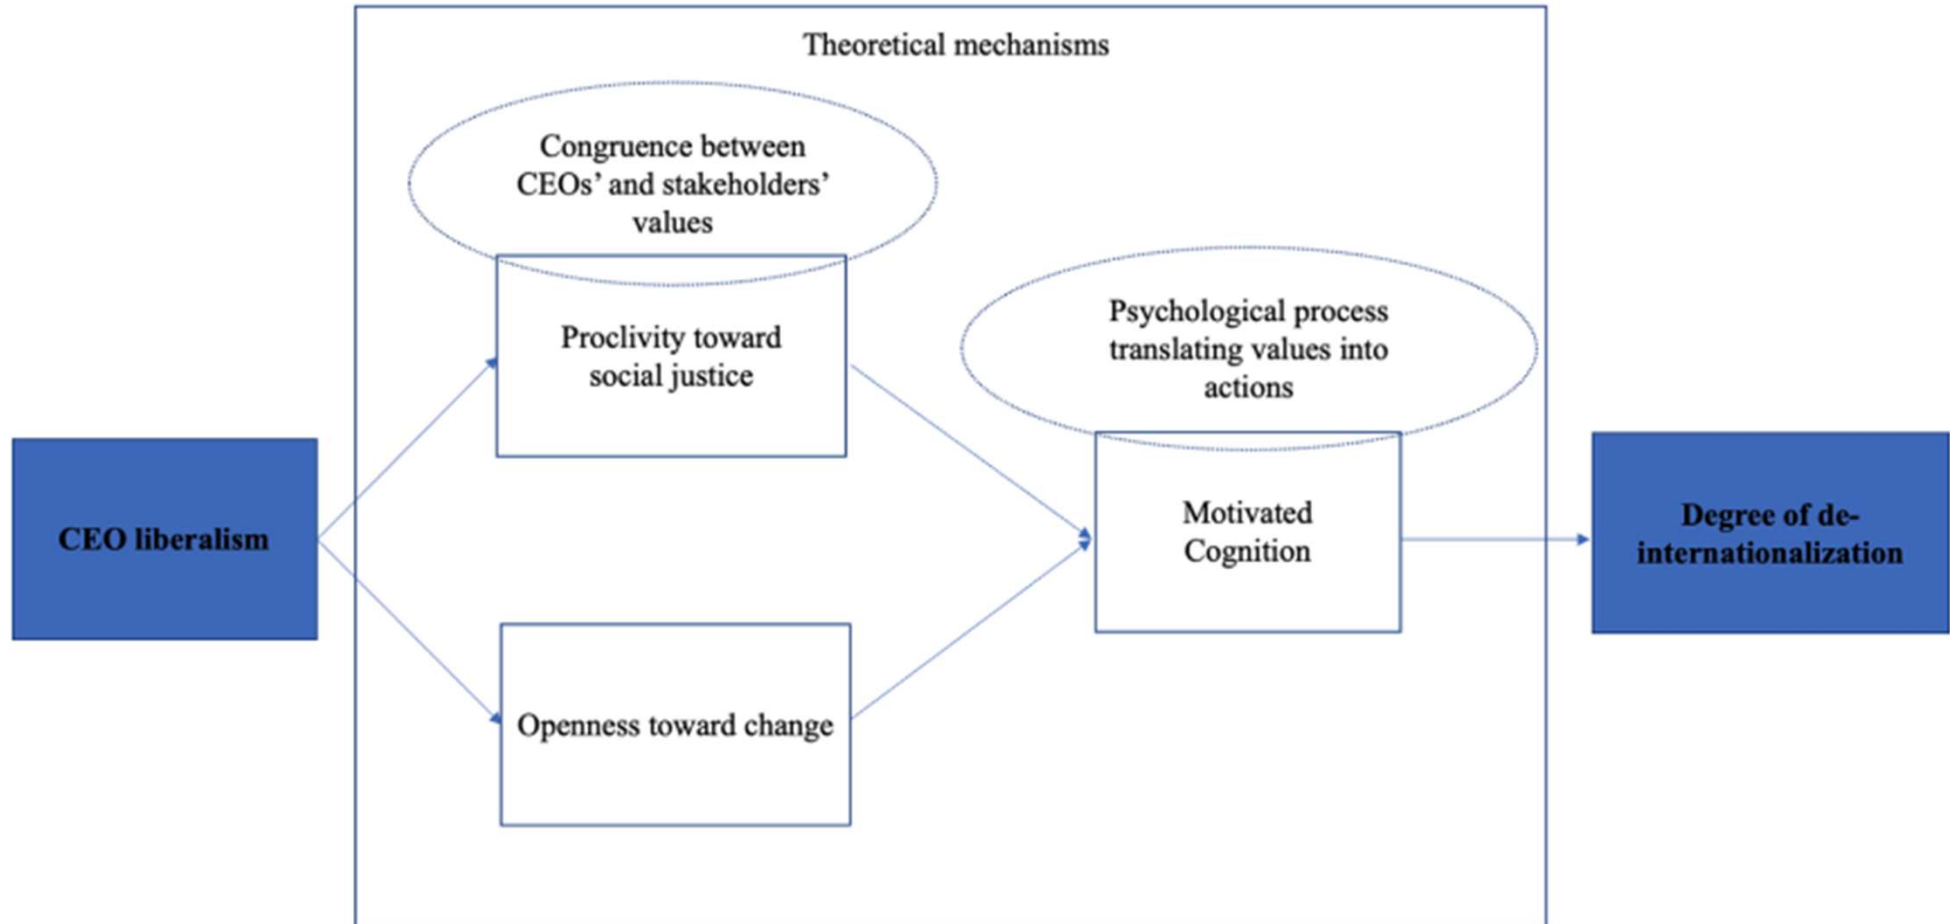 Theoretical mechanisms
Congruence between
CEOs’ and stakeholders’
values
Proclivity toward
social justice
Psychological process
translating values into
actions
CEO liberalism
Motivated
Cognition
Degree of de-
internationalization
Openness toward change